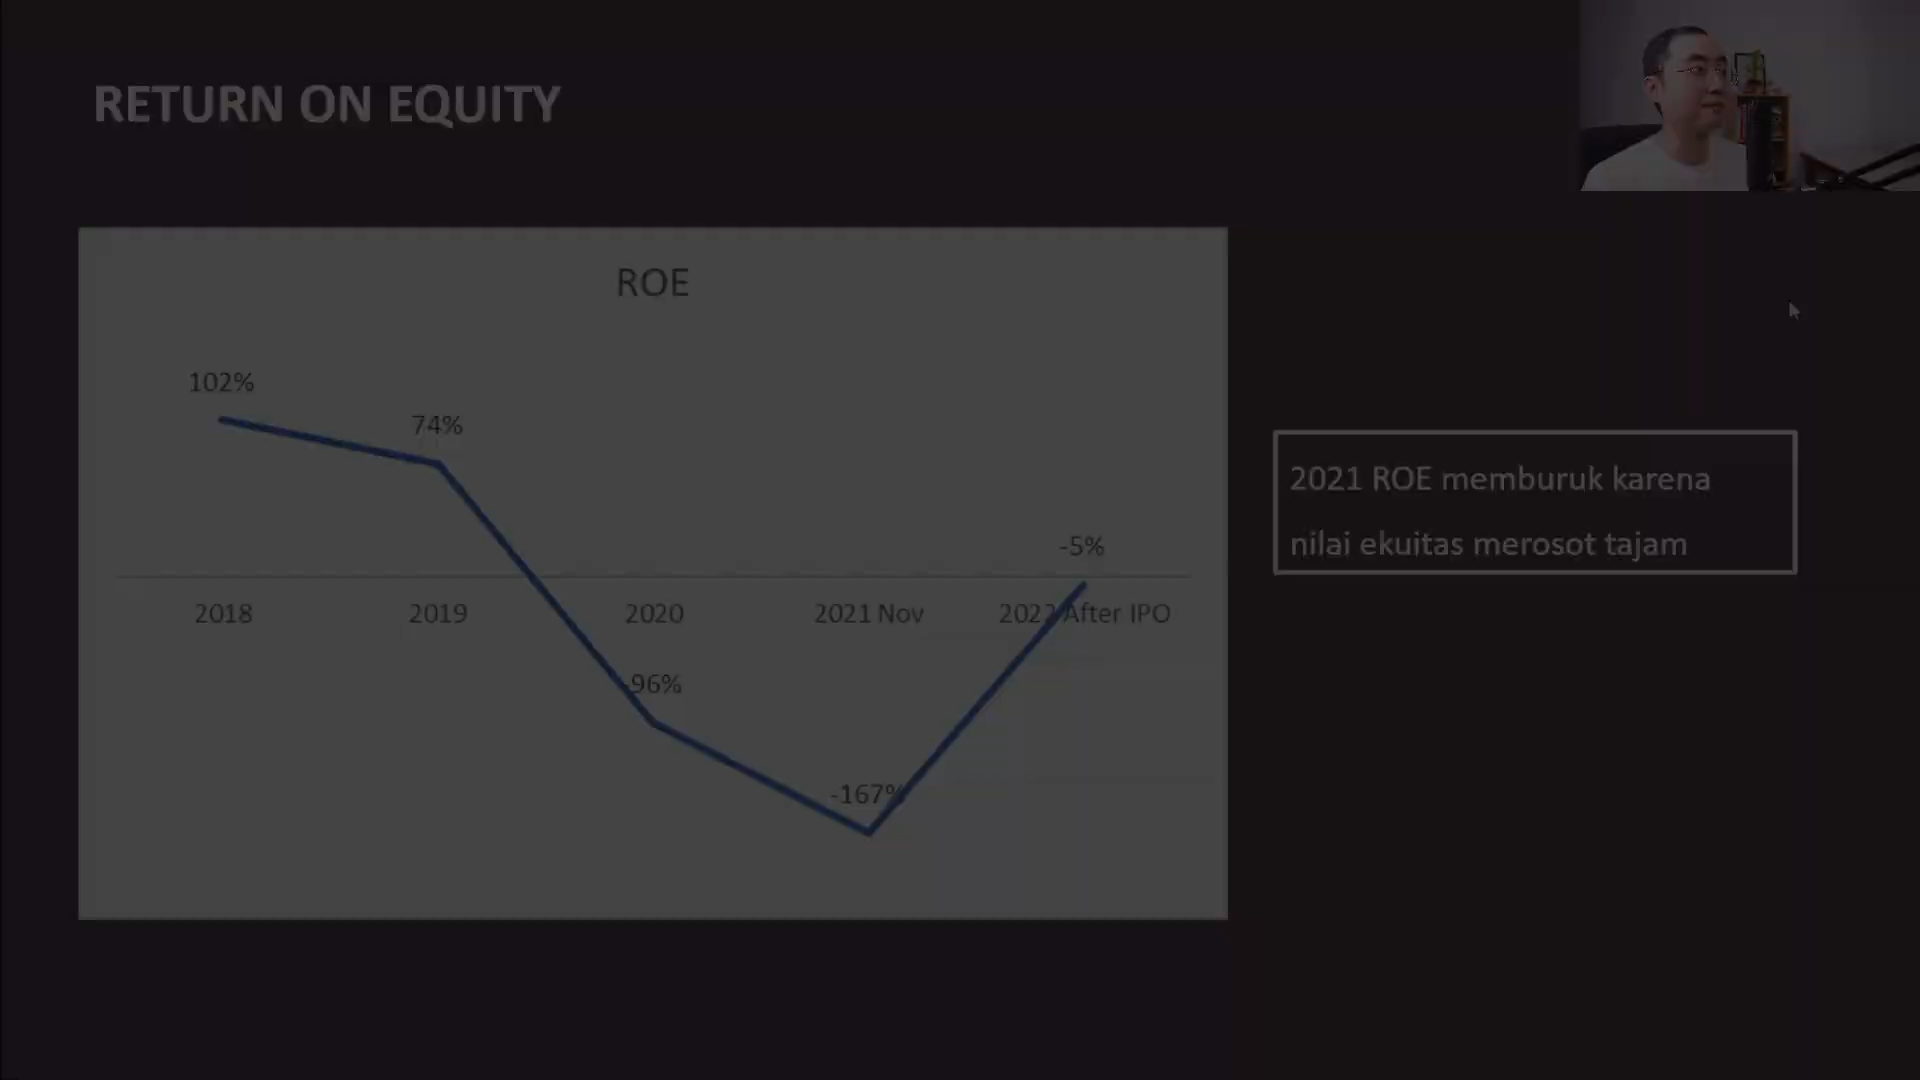 RETURN ON EQUITY
ROE
102%
74%
-5%
2018
2019
2020
2021 Nov
2022 After IPO
-96%
-167%
2021 ROE memburuk karena
nilai ekuitas merosot tajam